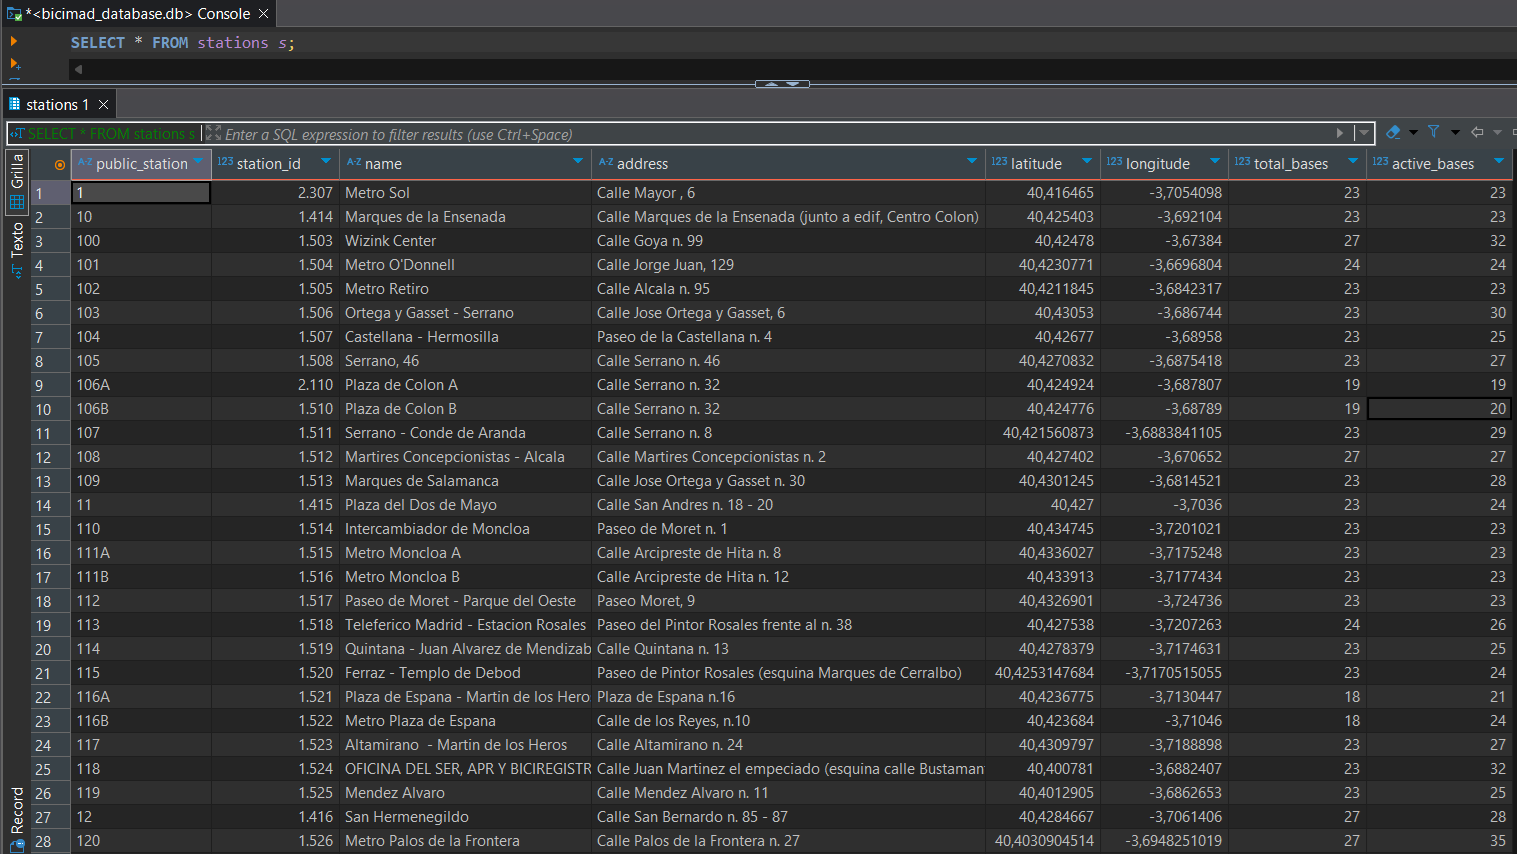 *<bicimad_database.db> Console
SELECT * FROM stations s;
stations 1
SELECT * FROM stations s Enter a SQL expression to filter results (use Ctrl+Space)
Grilla
Texto
Record
A-Z public_station 123 station_id A-Z name A-Z address 123 latitude 123 longitude 123 total_bases 123 active_bases
1 1 2.307 Metro Sol Calle Mayor , 6 40,416465 -3,7054098 23 23
2 10 1.414 Marques de la Ensenada Calle Marques de la Ensenada (junto a edif, Centro Colon) 40,425403 -3,692104 23 23
3 100 1.503 Wizink Center Calle Goya n. 99 40,42478 -3,67384 27 32
4 101 1.504 Metro O'Donnell Calle Jorge Juan, 129 40,4230771 -3,6696804 24 24
5 102 1.505 Metro Retiro Calle Alcala n. 95 40,4211845 -3,6842317 23 23
6 103 1.506 Ortega y Gasset - Serrano Calle Jose Ortega y Gasset, 6 40,43053 -3,686744 23 30
7 104 1.507 Castellana - Hermosilla Paseo de la Castellana n. 4 40,42677 -3,68958 23 25
8 105 1.508 Serrano, 46 Calle Serrano n. 46 40,4270832 -3,6875418 23 27
9 106A 2.110 Plaza de Colon A Calle Serrano n. 32 40,424924 -3,687807 19 19
10 106B 1.510 Plaza de Colon B Calle Serrano n. 32 40,424776 -3,68789 19 20
11 107 1.511 Serrano - Conde de Aranda Calle Serrano n. 8 40,421560873 -3,6883841105 23 29
12 108 1.512 Martires Concepcionistas - Alcala Calle Martires Concepcionistas n. 2 40,427402 -3,670652 27 27
13 109 1.513 Marques de Salamanca Calle Jose Ortega y Gasset n. 30 40,4301245 -3,6814521 23 28
14 11 1.415 Plaza del Dos de Mayo Calle San Andres n. 18 - 20 40,427 -3,7036 23 24
15 110 1.514 Intercambiador de Moncloa Paseo de Moret n. 1 40,434745 -3,7201021 23 23
16 111A 1.515 Metro Moncloa A Calle Arcipreste de Hita n. 8 40,4336027 -3,7175248 23 23
17 111B 1.516 Metro Moncloa B Calle Arcipreste de Hita n. 12 40,433913 -3,7177434 23 23
18 112 1.517 Paseo de Moret - Parque del Oeste Paseo Moret, 9 40,4326901 -3,724736 23 23
19 113 1.518 Teleferico Madrid - Estacion Rosales Paseo del Pintor Rosales frente al n. 38 40,427538 -3,7207263 24 26
20 114 1.519 Quintana - Juan Alvarez de Mendizab Calle Quintana n. 13 40,4278379 -3,7174631 23 25
21 115 1.520 Ferraz - Templo de Debod Paseo de Pintor Rosales (esquina Marques de Cerralbo) 40,4253147684 -3,7170515055 23 24
22 116A 1.521 Plaza de Espana - Martin de los Hero Plaza de Espana n.16 40,4236775 -3,7130447 18 21
23 116B 1.522 Metro Plaza de Espana Calle de los Reyes, n.10 40,423684 -3,71046 18 24
24 117 1.523 Altamirano - Martin de los Heros Calle Altamirano n. 24 40,4309797 -3,7188898 23 27
25 118 1.524 OFICINA DEL SER, APR Y BICIREGISTR Calle Juan Martinez el empeciado (esquina calle Bustaman 40,400781 -3,6882407 23 32
26 119 1.525 Mendez Alvaro Calle Mendez Alvaro n. 11 40,4012905 -3,6862653 23 25
27 12 1.416 San Hermenegildo Calle San Bernardo n. 85 - 87 40,4284667 -3,7061406 27 28
28 120 1.526 Metro Palos de la Frontera Calle Palos de la Frontera n. 27 40,4030904514 -3,6948251019 27 35